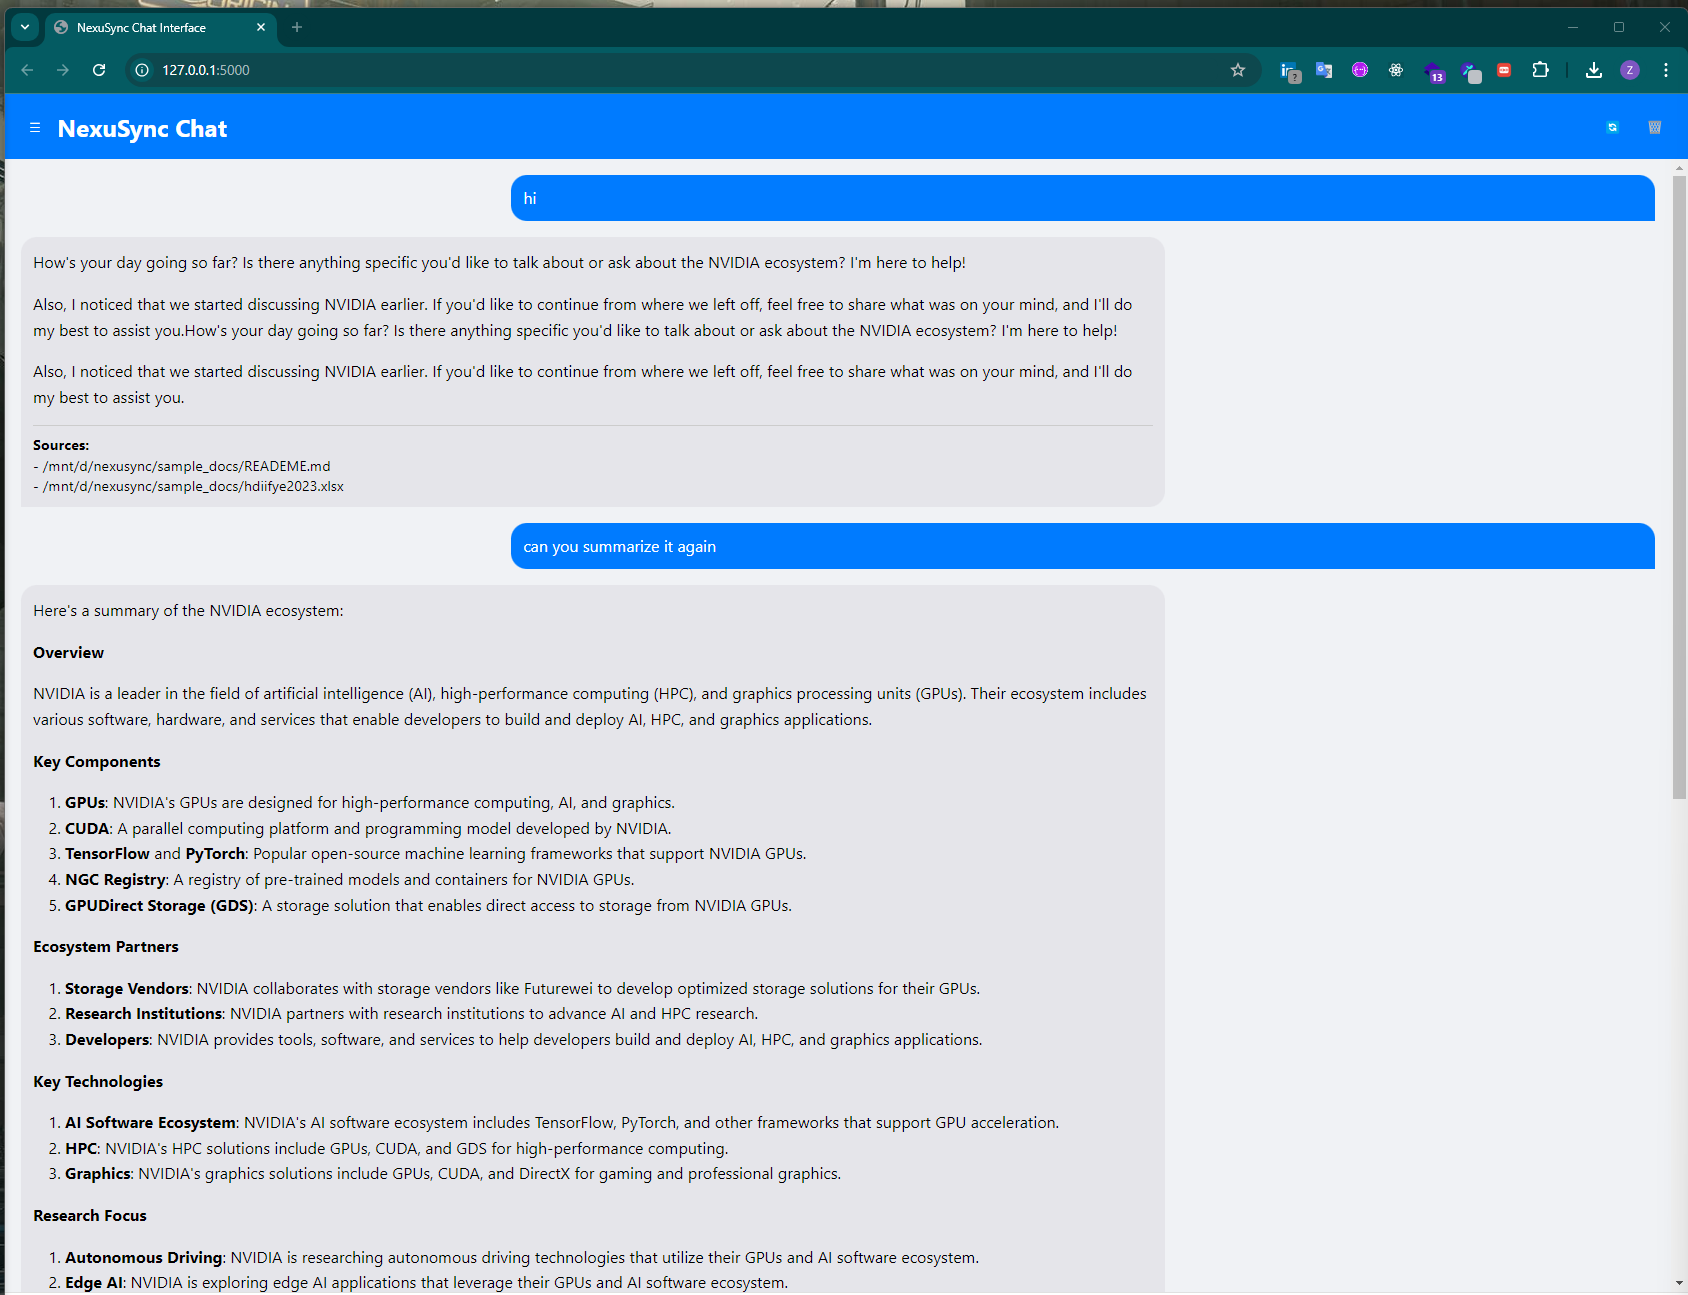 NexuSync Chat Interface
127.0.0.1:5000
13
Z
NexuSync Chat
hi
How's your day going so far? Is there anything specific you'd like to talk about or ask about the NVIDIA ecosystem? I'm here to help!
Also, I noticed that we started discussing NVIDIA earlier. If you'd like to continue from where we left off, feel free to share what was on your mind, and I'll do
my best to assist you.How's your day going so far? Is there anything specific you'd like to talk about or ask about the NVIDIA ecosystem? I'm here to help!
Also, I noticed that we started discussing NVIDIA earlier. If you'd like to continue from where we left off, feel free to share what was on your mind, and I'll do
my best to assist you.
Sources:
- /mnt/d/nexusync/sample_docs/READEME.md
- /mnt/d/nexusync/sample_docs/hdiifye2023.xlsx
can you summarize it again
Here's a summary of the NVIDIA ecosystem:
Overview
NVIDIA is a leader in the field of artificial intelligence (AI), high-performance computing (HPC), and graphics processing units (GPUs). Their ecosystem includes
various software, hardware, and services that enable developers to build and deploy AI, HPC, and graphics applications.
Key Components
1. GPUs: NVIDIA's GPUs are designed for high-performance computing, AI, and graphics.
2. CUDA: A parallel computing platform and programming model developed by NVIDIA.
3. TensorFlow and PyTorch: Popular open-source machine learning frameworks that support NVIDIA GPUs.
4. NGC Registry: A registry of pre-trained models and containers for NVIDIA GPUs.
5. GPUDirect Storage (GDS): A storage solution that enables direct access to storage from NVIDIA GPUs.
Ecosystem Partners
1. Storage Vendors: NVIDIA collaborates with storage vendors like Futurewei to develop optimized storage solutions for their GPUs.
2. Research Institutions: NVIDIA partners with research institutions to advance AI and HPC research.
3. Developers: NVIDIA provides tools, software, and services to help developers build and deploy AI, HPC, and graphics applications.
Key Technologies
1. AI Software Ecosystem: NVIDIA's AI software ecosystem includes TensorFlow, PyTorch, and other frameworks that support GPU acceleration.
2. HPC: NVIDIA's HPC solutions include GPUs, CUDA, and GDS for high-performance computing.
3. Graphics: NVIDIA's graphics solutions include GPUs, CUDA, and DirectX for gaming and professional graphics.
Research Focus
1. Autonomous Driving: NVIDIA is researching autonomous driving technologies that utilize their GPUs and AI software ecosystem.
2. Edge AI: NVIDIA is exploring edge AI applications that leverage their GPUs and AI software ecosystem.